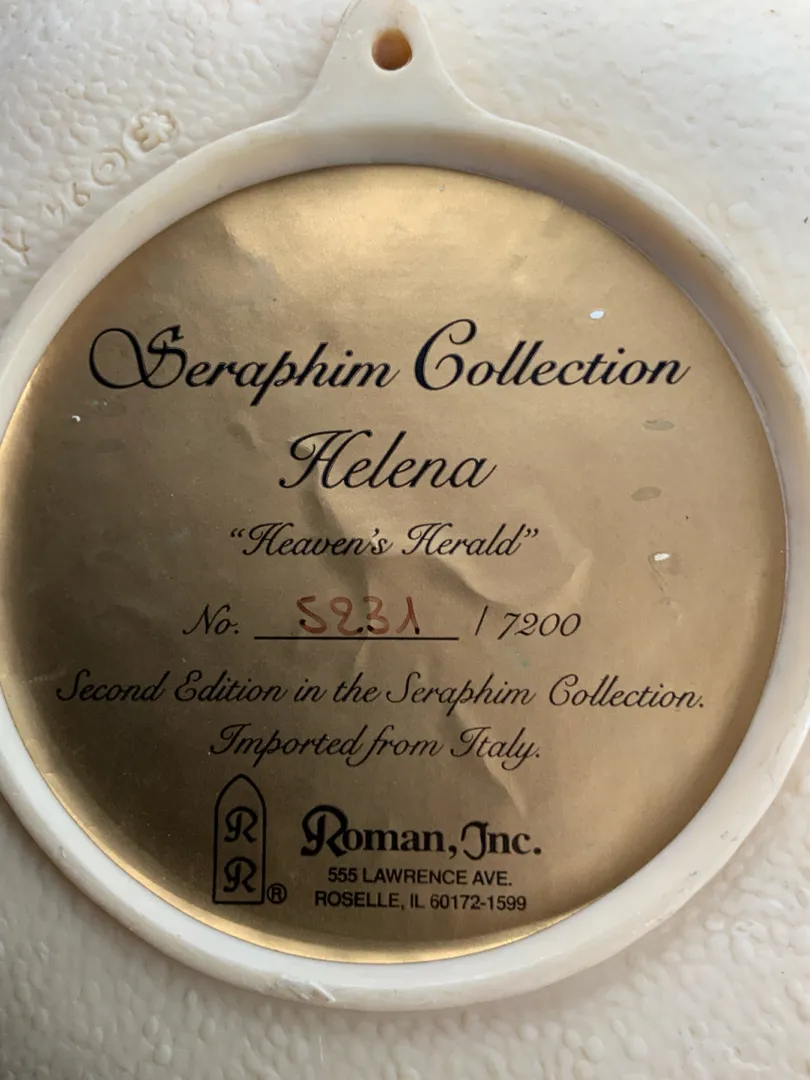 Seraphim Collection
Helena
“Heaven's Herald”
No. 5231 / 7200
Second Edition in the Seraphim Collection.
Imported from Italy.
R
R ®
Roman, Inc.
555 LAWRENCE AVE.
ROSELLE, IL 60172-1599